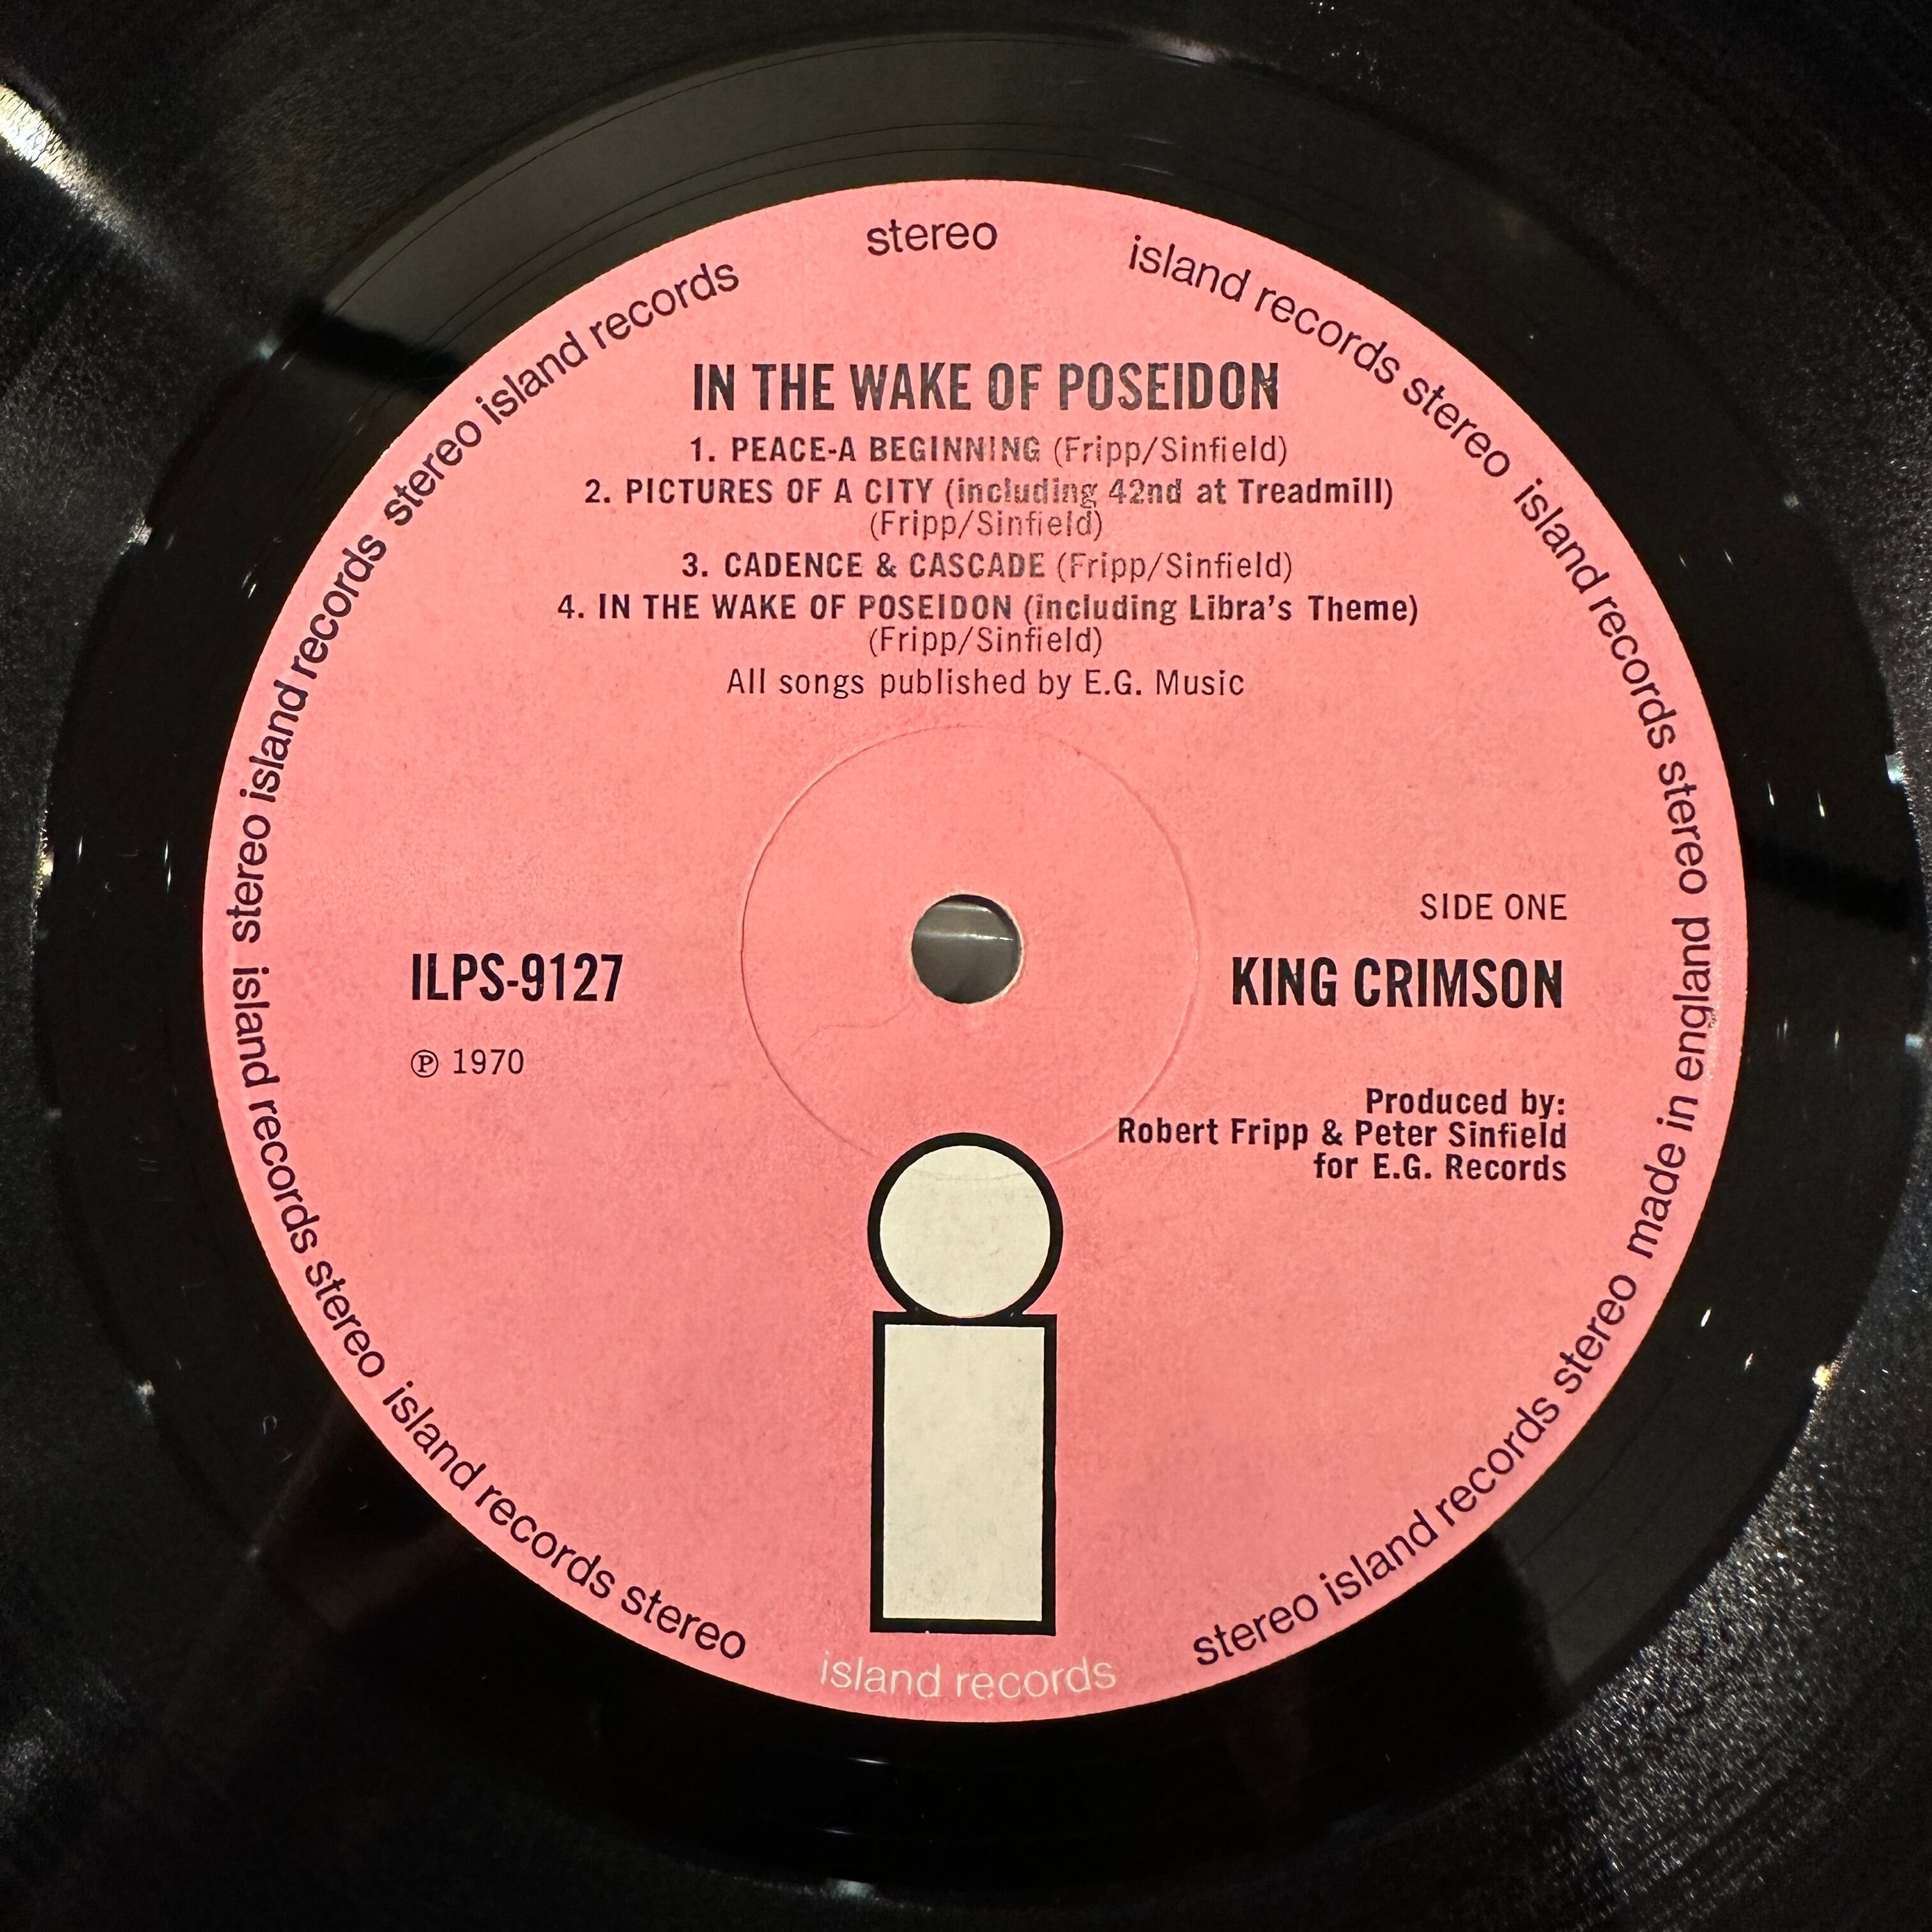 stereo
island records stereo island records stereo made in england
stereo island records stereo
island records
island records stereo island records stereo
stereo island records stereo island records
IN THE WAKE OF POSEIDON
1. PEACE-A BEGINNING (Fripp/Sinfield)
2. PICTURES OF A CITY (including 42nd at Treadmill)
(Fripp/Sinfield)
3. CADENCE & CASCADE (Fripp/Sinfield)
4. IN THE WAKE OF POSEIDON (including Libra's Theme)
(Fripp/Sinfield)
All songs published by E.G. Music
SIDE ONE
ILPS-9127
KING CRIMSON
℗ 1970
Produced by:
Robert Fripp & Peter Sinfield
for E.G. Records